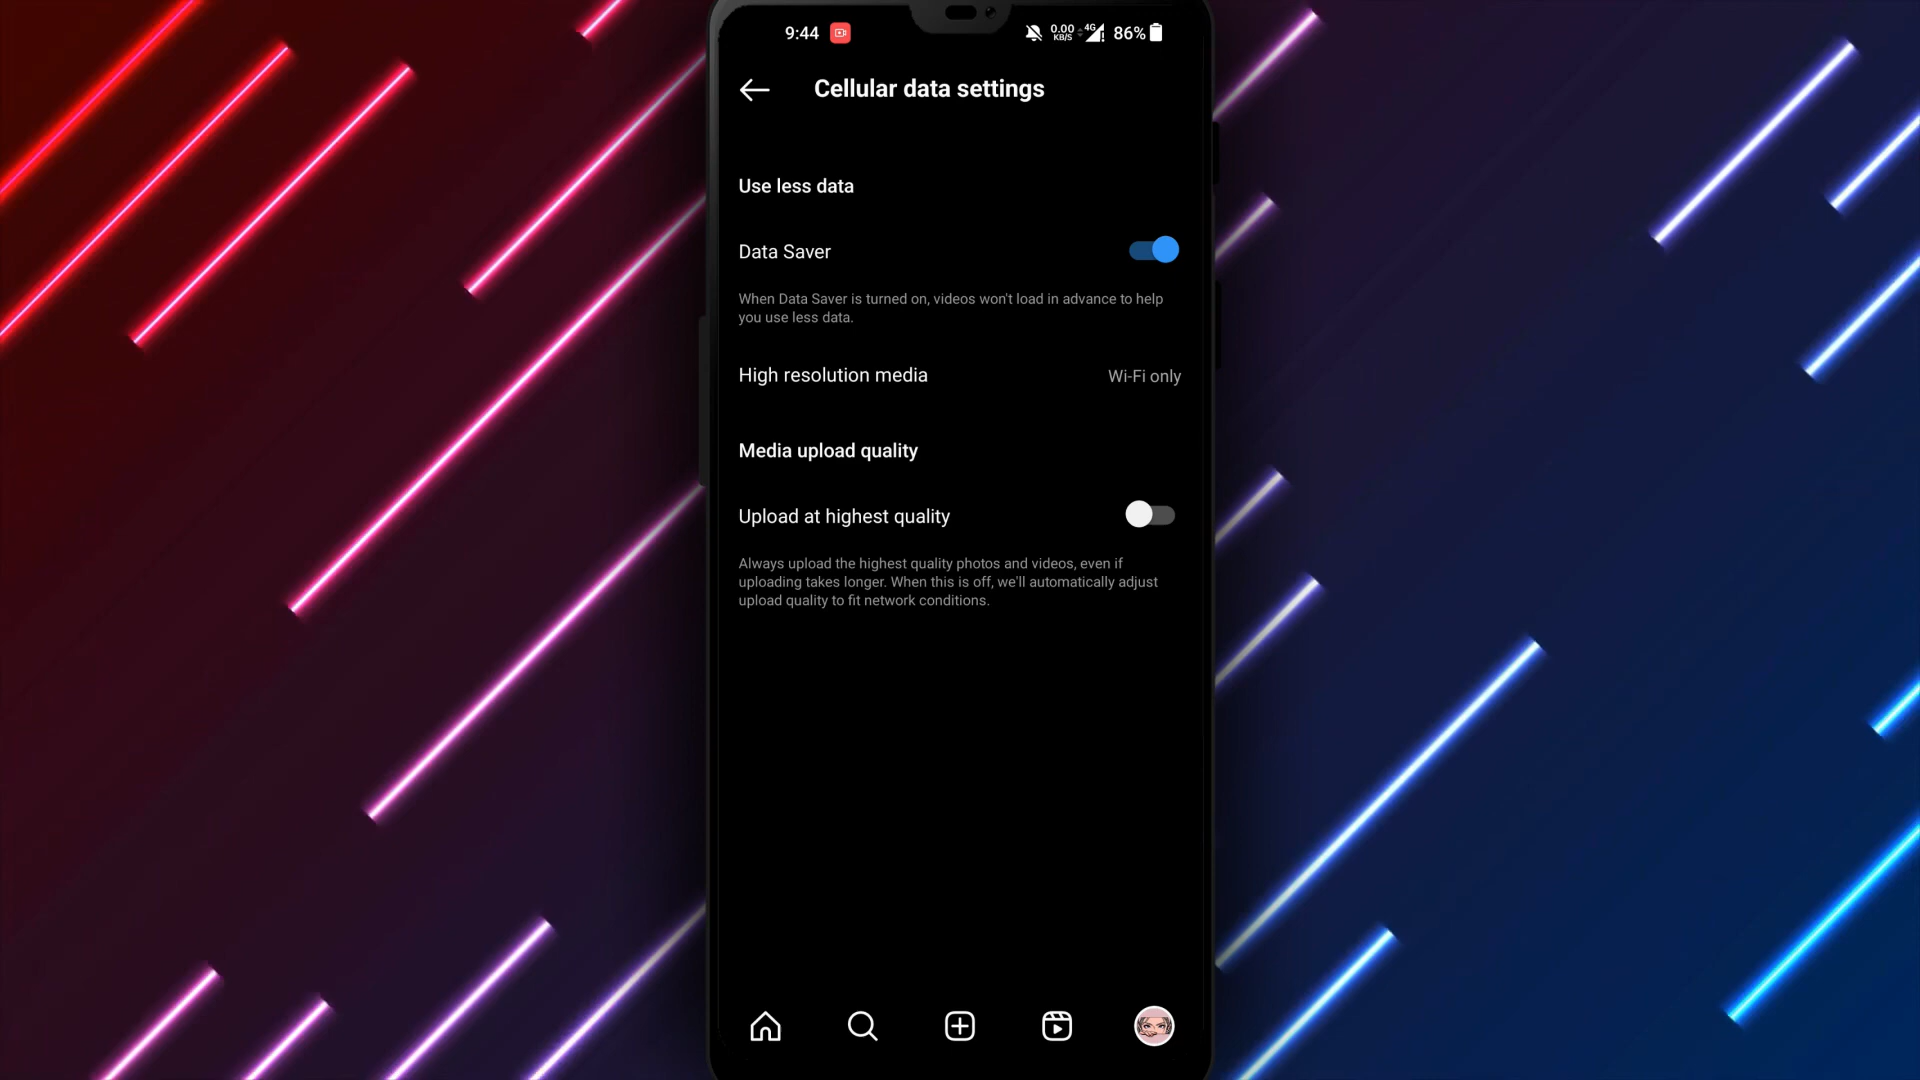 9:44
0.00 KB/S 4G 86%
Cellular data settings
Use less data
Data Saver
When Data Saver is turned on, videos won't load in advance to help
you use less data.
High resolution media Wi-Fi only
Media upload quality
Upload at highest quality
Always upload the highest quality photos and videos, even if
uploading takes longer. When this is off, we'll automatically adjust
upload quality to fit network conditions.